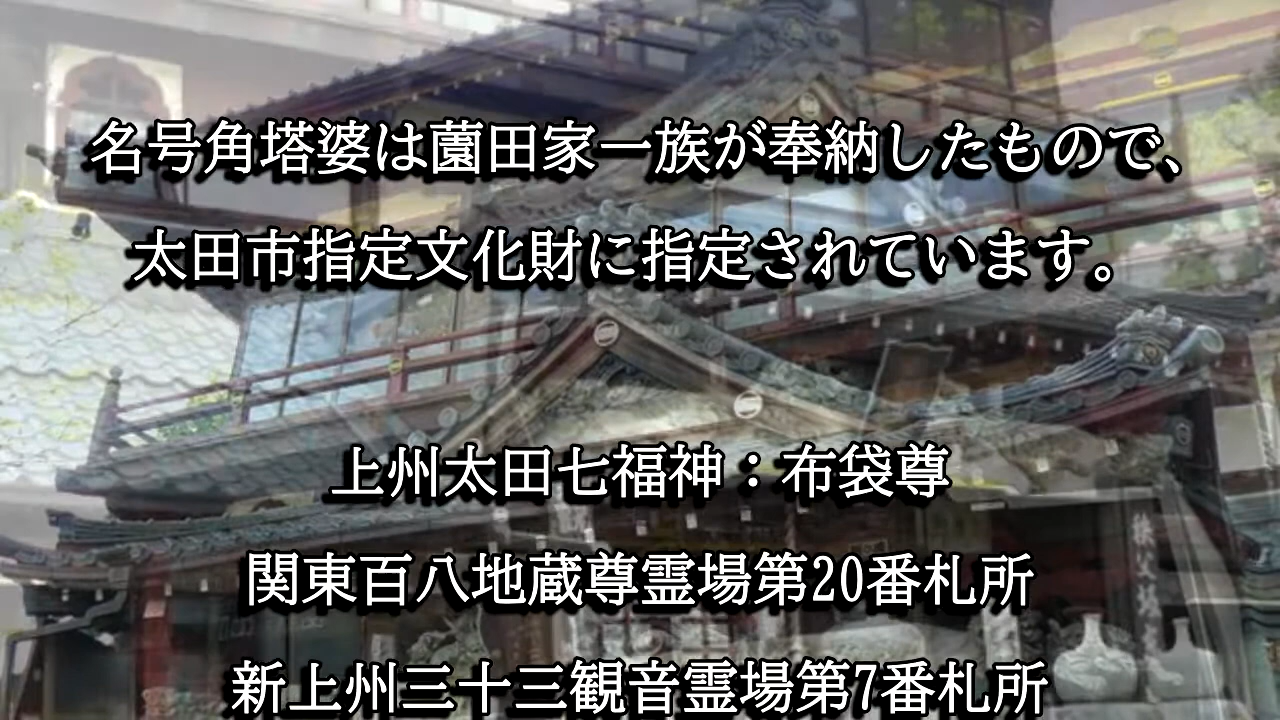 名号角塔婆は薗田家一族が奉納したもので、
太田市指定文化財に指定されています。
上州太田七福神：布袋尊
関東百八地蔵尊霊場第20番札所
新上州三十三観音霊場第7番札所